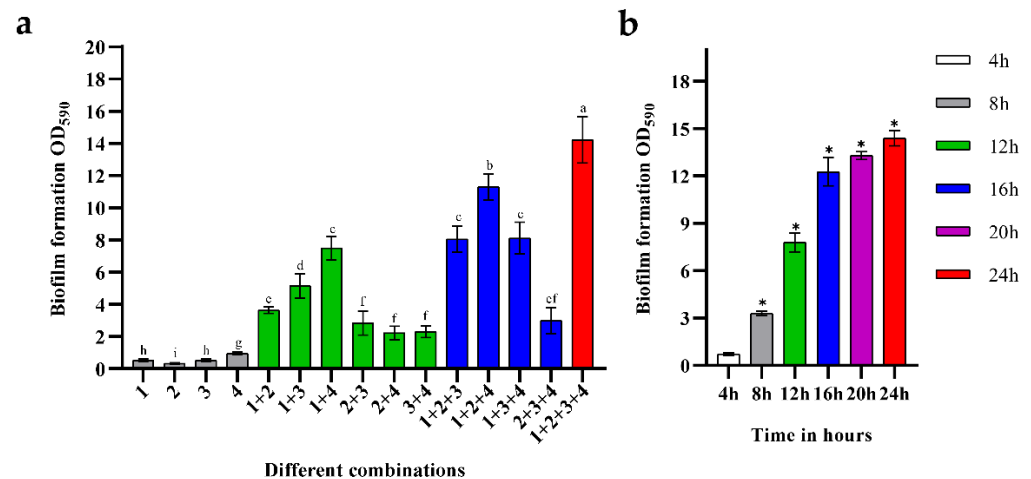 a
Biofilm formation OD590
20
18
16
14
12
10
8
6
4
2
0
h
i
h
g
e
d
c
f
f
f
c
b
c
ef
a
1
2
3
4
1+2
1+3
1+4
2+3
2+4
3+4
1+2+3
1+2+4
1+3+4
2+3+4
1+2+3+4
Different combinations
b
Biofilm formation OD590
18
15
12
9
6
3
0
*
*
*
*
*
4h 8h 12h 16h 20h 24h
Time in hours
4h
8h
12h
16h
20h
24h